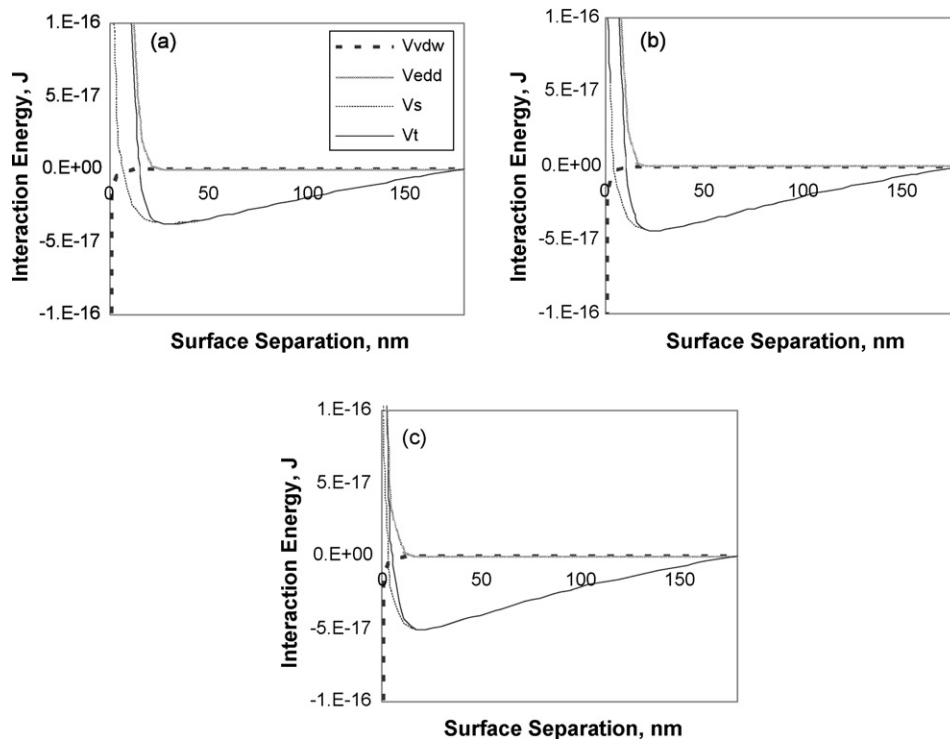 (a)
Interaction Energy, J
1.E-16
5.E-17
0.E+00
-5.E-17
-1.E-16
0
50
100
150
Vvdw
Vedd
Vs
Vt
Surface Separation, nm
(b)
Interaction Energy, J
1.E-16
5.E-17
0.E+00
-5.E-17
-1.E-16
0
50
100
150
Surface Separation, nm
(c)
Interaction Energy, J
1.E-16
5.E-17
0.E+00
-5.E-17
-1.E-16
0
50
100
150
Surface Separation, nm